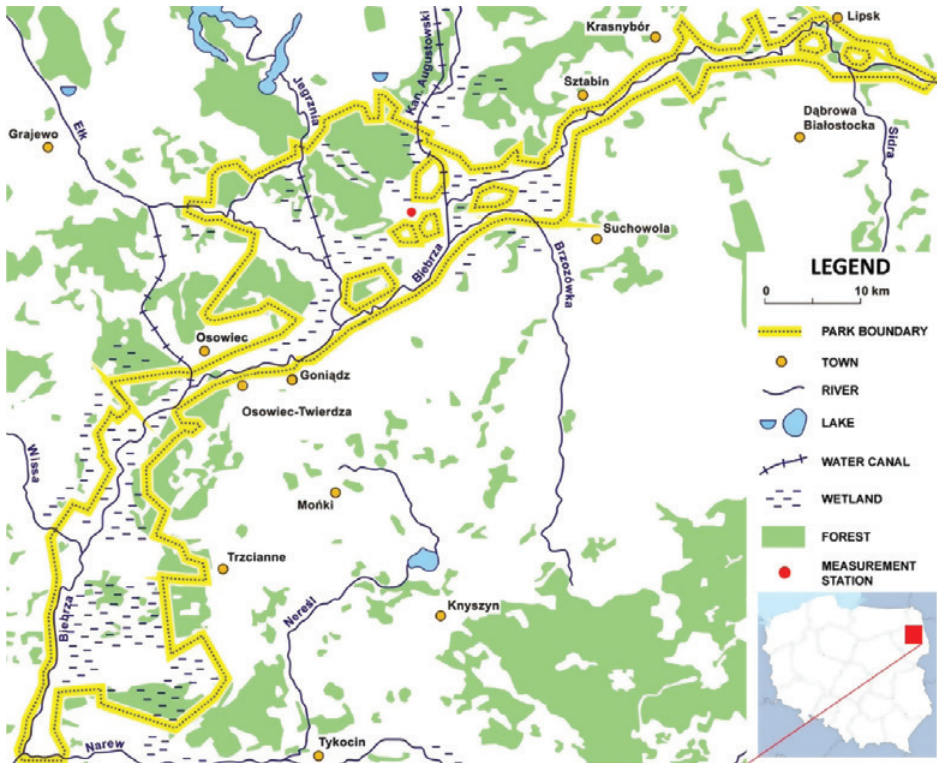 Lipsk
Krasnybór
Kan. Augustowski
Jegrznia
Sztabin
Ełk
Grajewo
Dąbrowa
Białostocka
Sidra
Suchowola
Biebrza
Brzozówka
LEGEND
0 10 km
PARK BOUNDARY
Osowiec
TOWN
Goniądz
RIVER
Osowiec-Twierdza
LAKE
Wissa
WATER CANAL
Mońki
WETLAND
FOREST
Trzcianne
MEASUREMENT
STATION
Biebrza
Nereśl
Knyszyn
Narew
Tykocin